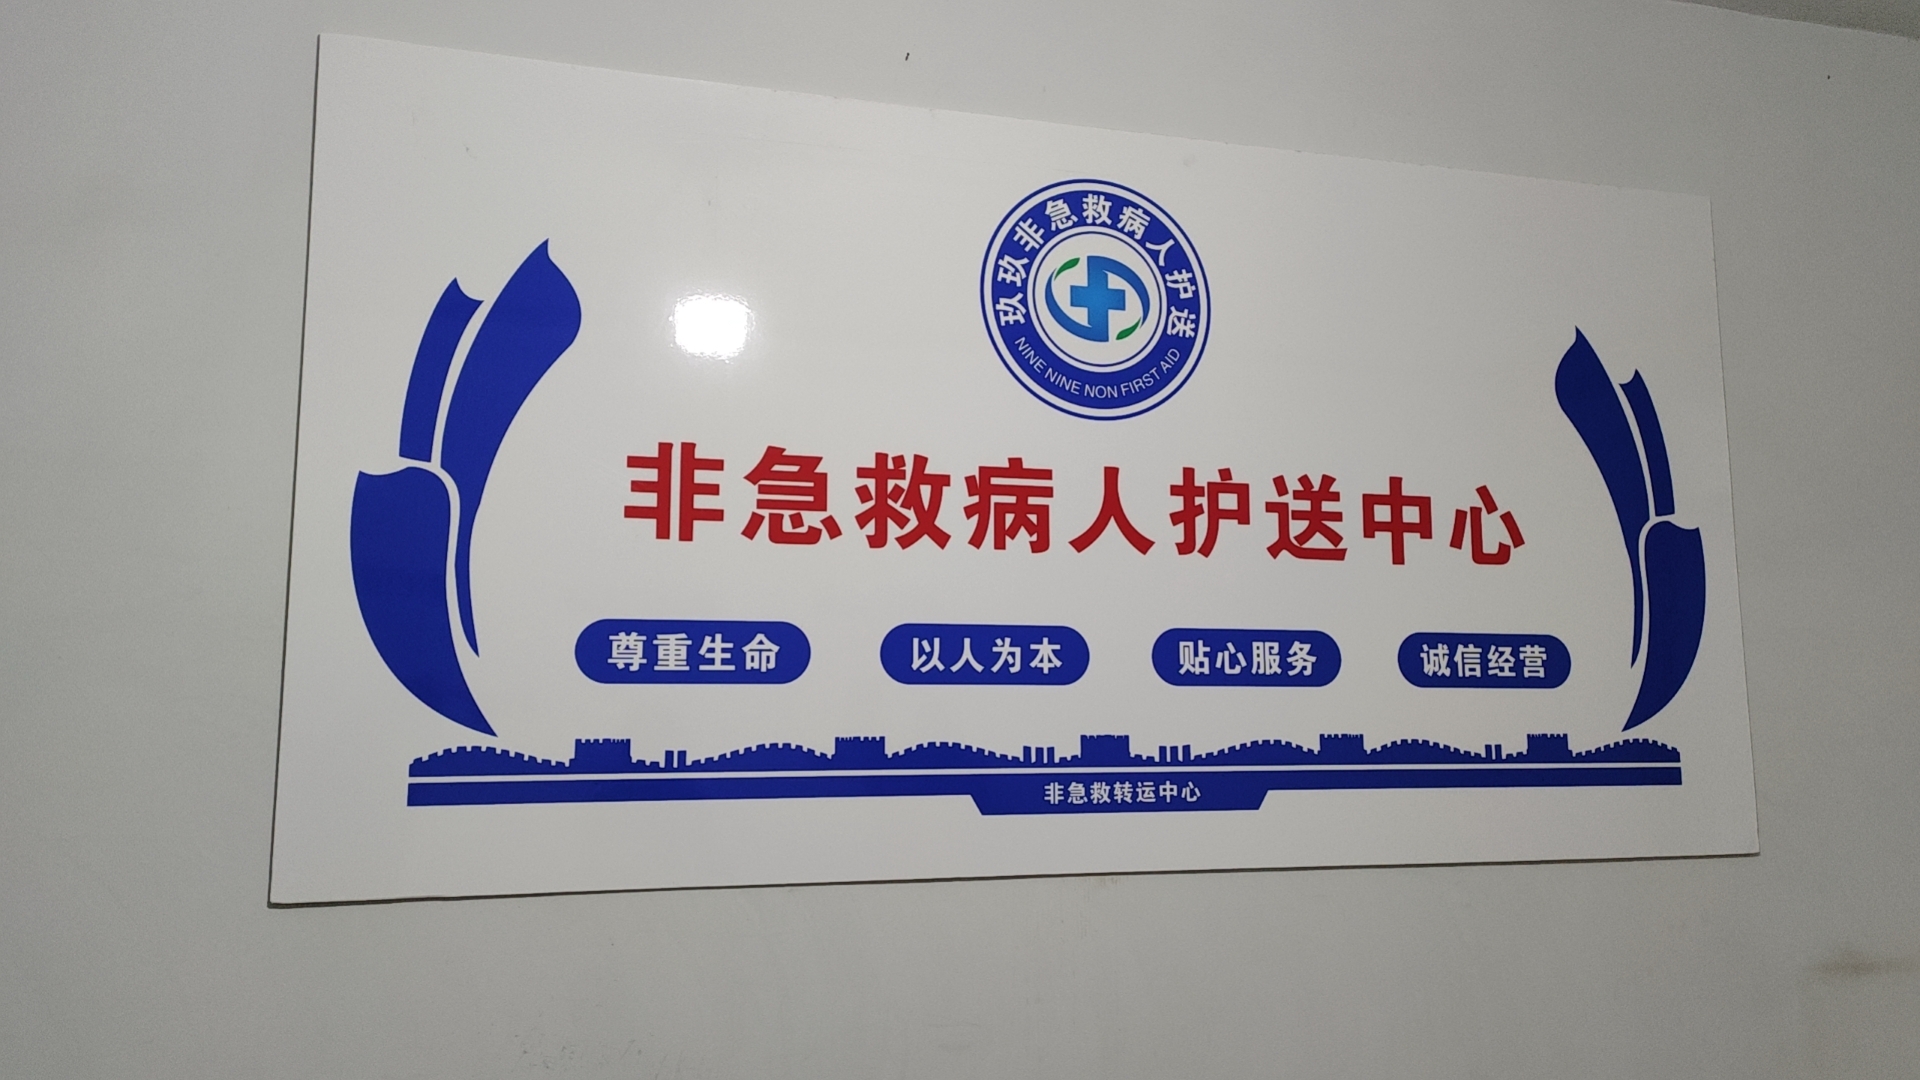 玖玖非急救病人护送
NINE NINE NON FIRST AID
非急救病人护送中心
尊重生命
以人为本
贴心服务
诚信经营
非急救转运中心